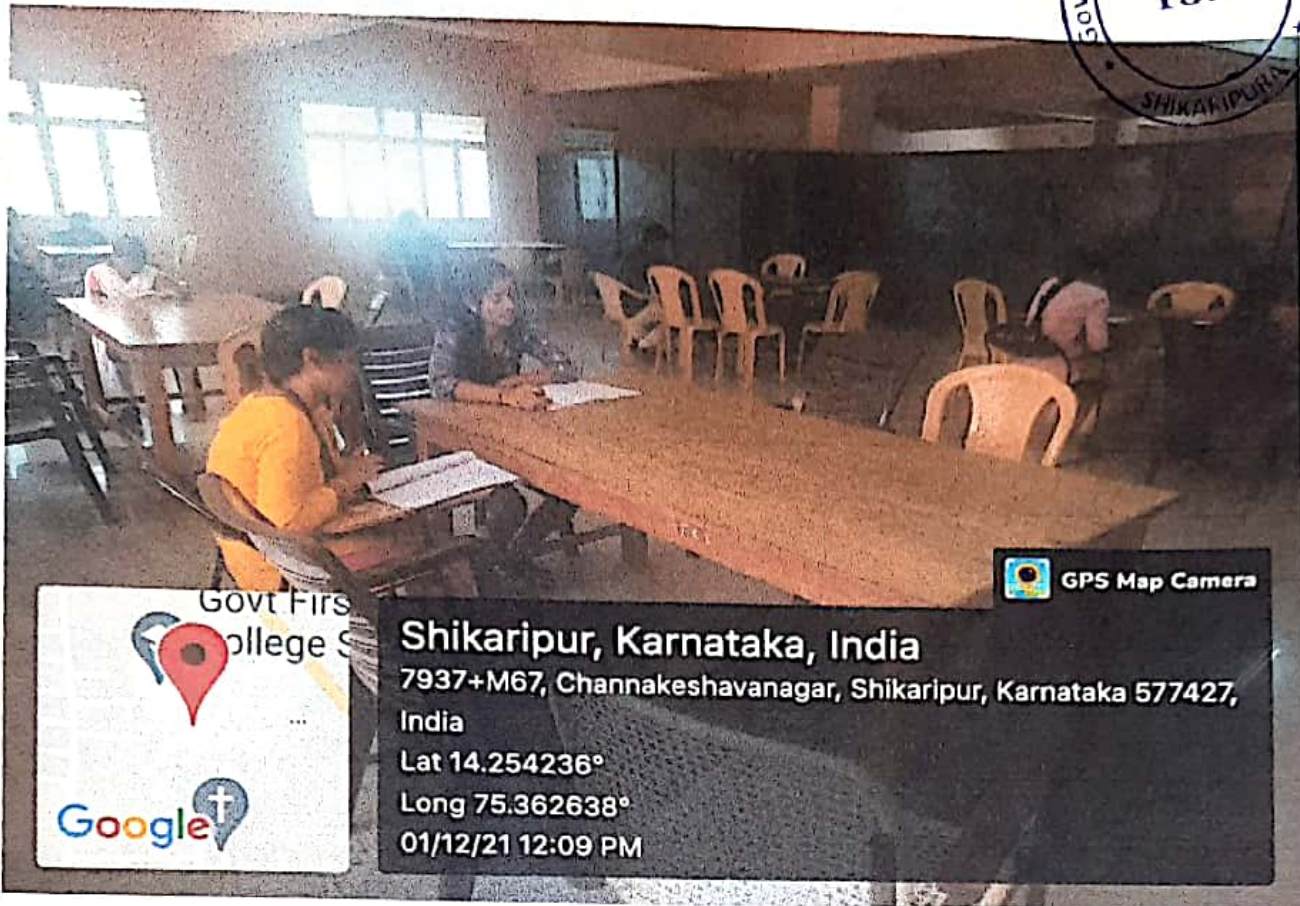 SHIKARIPURA
GPS Map Camera
Govt Firs
ollege S
Google
Shikaripur, Karnataka, India
7937+M67, Channakeshavanagar, Shikaripur, Karnataka 577427,
India
Lat 14.254236°
Long 75.362638°
01/12/21 12:09 PM